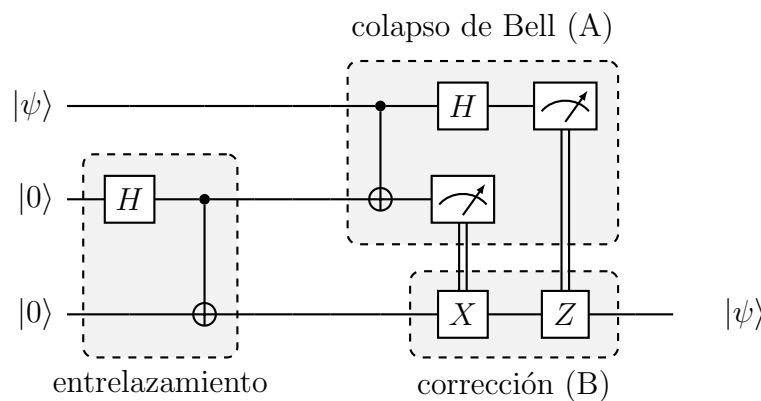 colapso de Bell (A)
|ψ⟩ H
|0⟩ H
|0⟩ X Z |ψ⟩
entrelazamiento corrección (B)